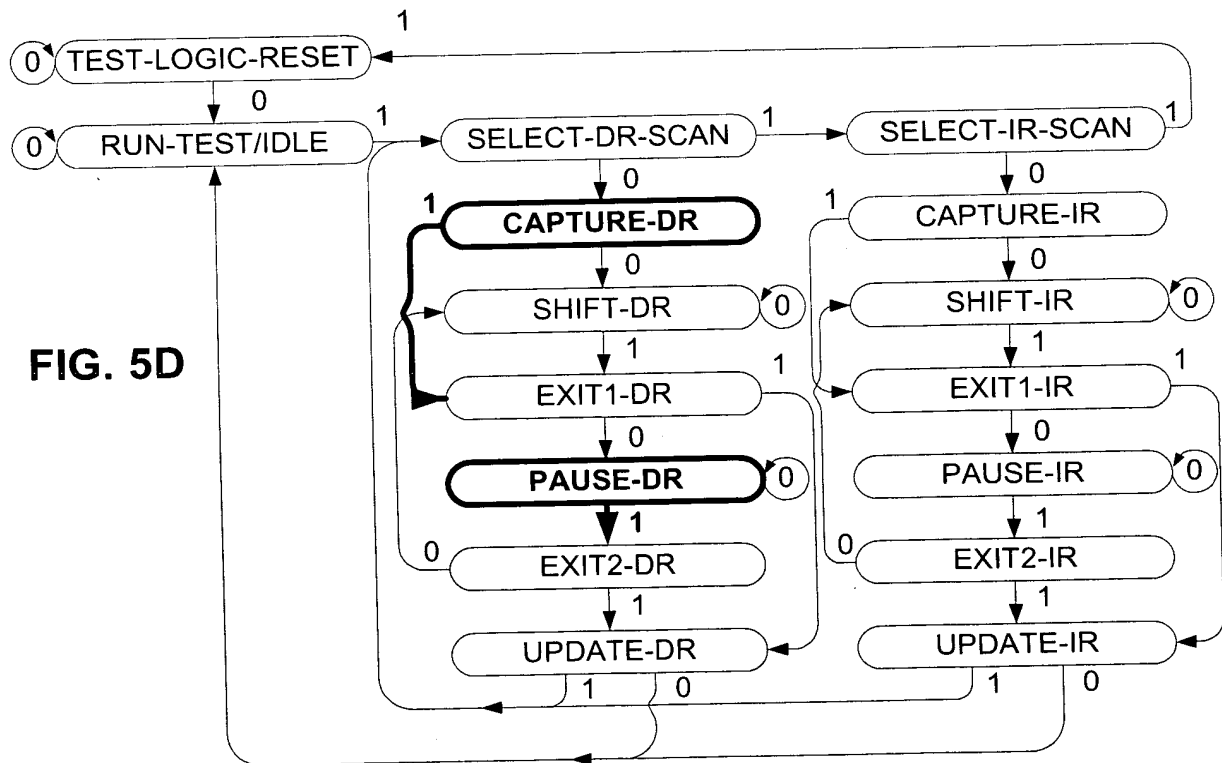 1
0 TEST-LOGIC-RESET
0
0 RUN-TEST/IDLE 1 SELECT-DR-SCAN 1 SELECT-IR-SCAN 1
0 0
1 CAPTURE-DR 1 CAPTURE-IR
0 0
SHIFT-DR 0 SHIFT-IR 0
1 1
FIG. 5D
EXIT1-DR 1 EXIT1-IR 1
0 0
PAUSE-DR 0 PAUSE-IR 0
1 1
0 EXIT2-DR 0 EXIT2-IR
1 1
UPDATE-DR UPDATE-IR
1 0 1 0